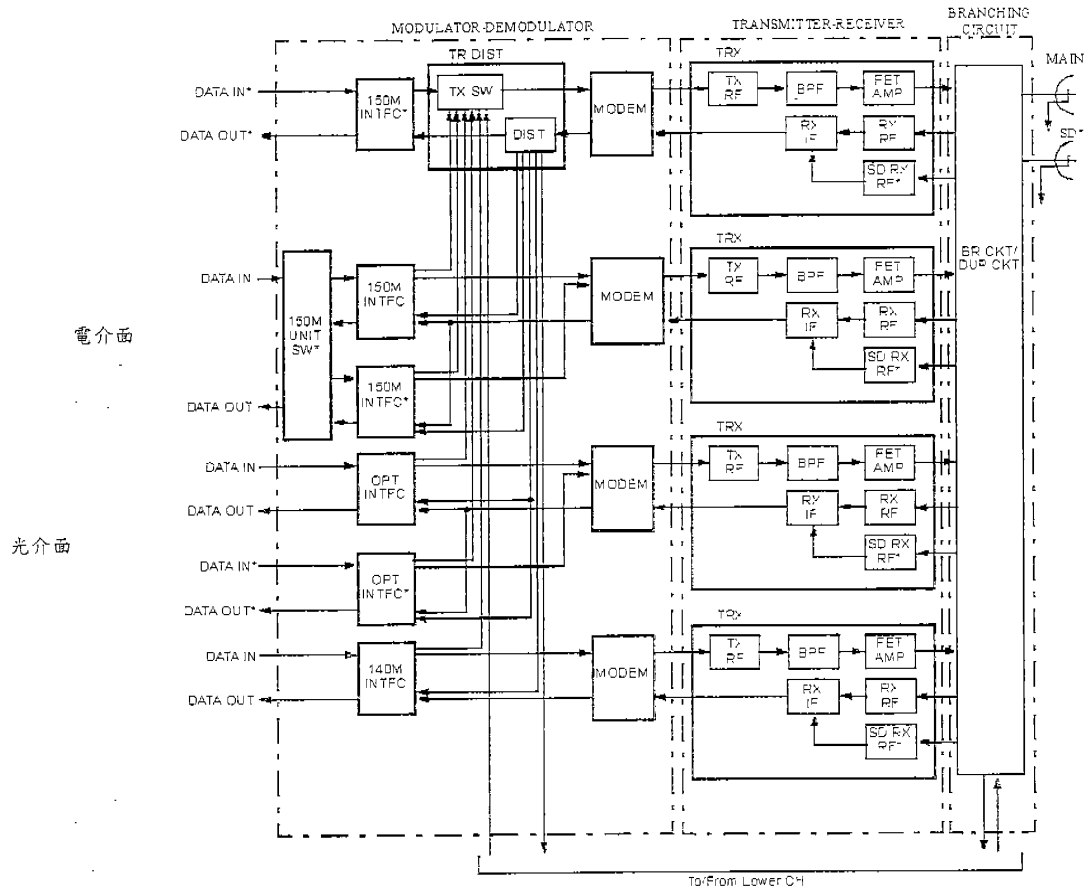 MODULATOR-DEMODULATOR
TRANSMITTER-RECEIVER
BRANCHING
CIRCUIT
TR DIST
TRX
MAIN
DATA IN*
150M
INTFC*
TX SW
MODEM
TX
RF
BPF
FET
AMP
DATA OUT*
DIST
RX
IF
RX
RF
SD*
SD RX
RF*
TRX
BR CKT/
DUP CKT
DATA IN
150M
INTFC
MODEM
TX
RF
BPF
FET
AMP
電介面
150M
UNIT
SW*
RX
IF
RX
RF
SD RX
RF*
150M
INTFC*
DATA OUT
TRX
DATA IN
OPT
INTFC
MODEM
TX
RF
BPF
FET
AMP
DATA OUT
RX
IF
RX
RF
光介面
SD RX
RF*
DATA IN*
OPT
INTFC*
DATA OUT*
TRX
DATA IN
140M
INTFC
MODEM
TX
RF
BPF
FET
AMP
DATA OUT
RX
IF
RX
RF
SD RX
RF*
To/From Lower CH